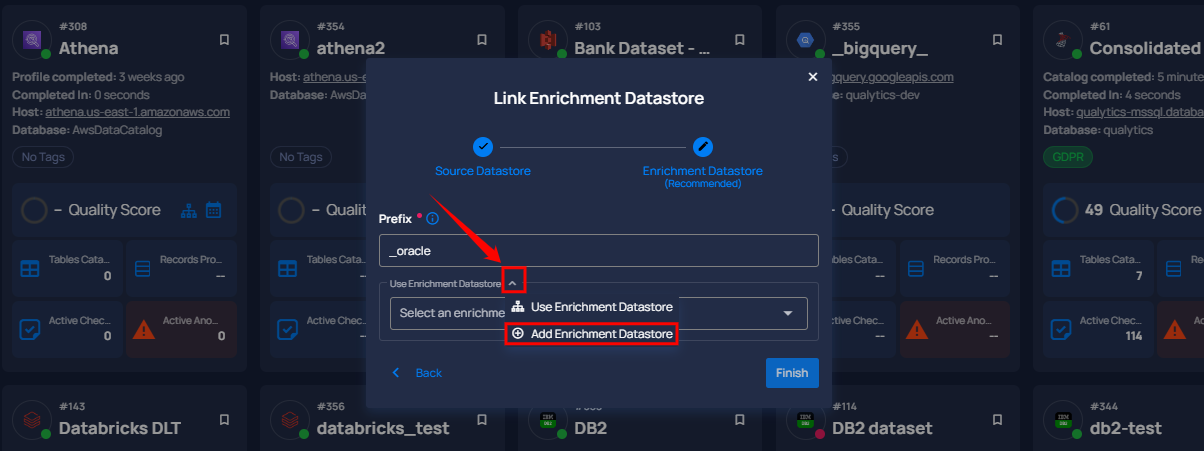 #308
Athena
Profile completed: 3 weeks ago
Completed In: 0 seconds
Host: athena.us-east-1.amazonaws.com
Database: AwsDataCatalog
No Tags
– Quality Score
Tables Cata...
0
Records Pro...
--
Active Chec...
0
Active Ano...
0
#354
athena2
Host: athena.us-e
Database: AwsDa
No Tags
– Quali
Tables Cata
Active Chec
#103
Bank Dataset - ...
#355
_bigquery_
gquery.googleapis.com
qualytics-dev
Quality Score
--
Records Pro...
--
--
Active Ano...
--
#61
Consolidated
Catalog completed: 5 minute
Completed In: 4 seconds
Host: qualytics-mssql.databa
Database: qualytics
GDPR
49 Quality Score
Tables Cata...
7
Rec
Active Chec...
114
Act
Link Enrichment Datastore
Source Datastore
Enrichment Datastore
(Recommended)
Prefix *
_oracle
Use Enrichment Datastore
Select an enrichme
Use Enrichment Datastore
Add Enrichment Datastore
Back
Finish
#143
Databricks DLT
#356
databricks_test
DB2
#114
DB2 dataset
#344
db2-test